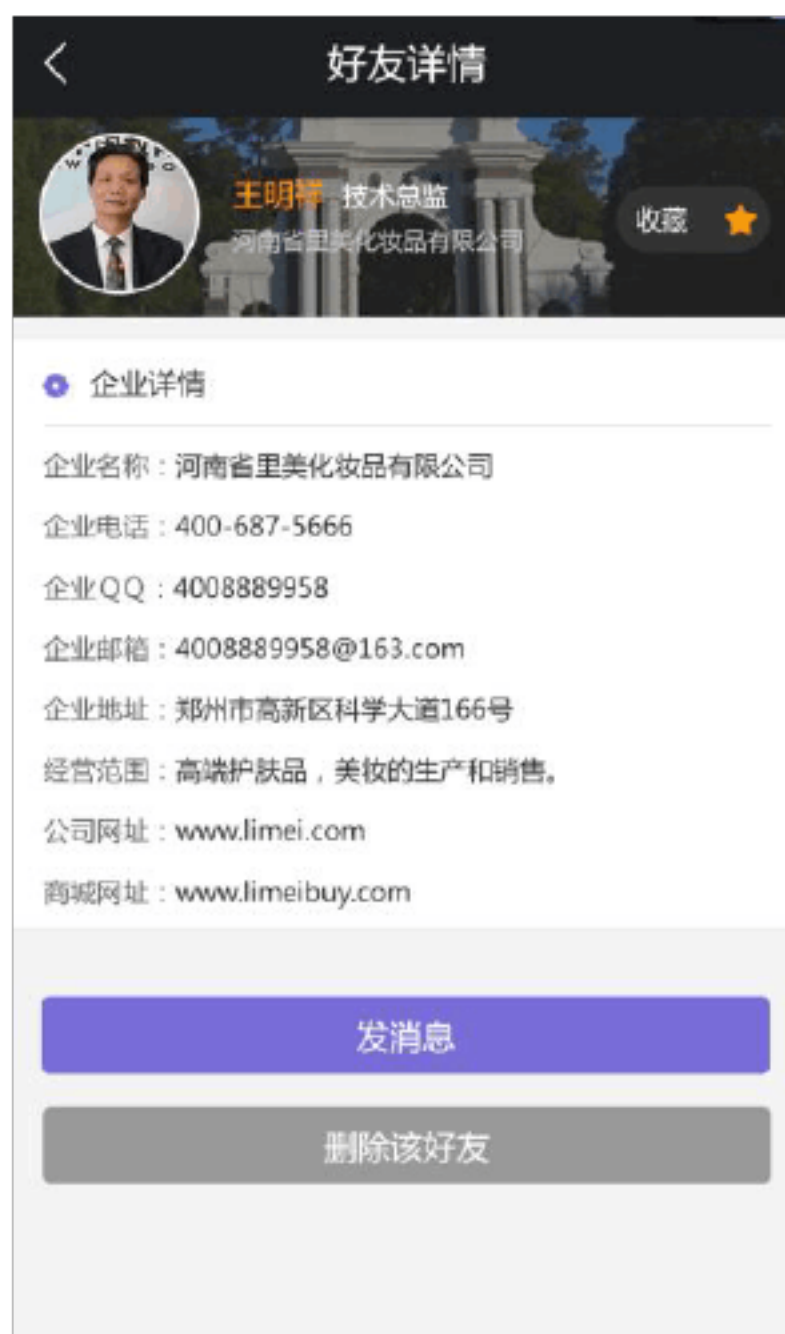 好友详情
王明祥 技术总监
河南省里美化妆品有限公司
收藏
企业详情
企业名称：河南省里美化妆品有限公司
企业电话：400-687-5666
企业QQ：4008889958
企业邮箱：4008889958@163.com
企业地址：郑州市高新区科学大道166号
经营范围：高端护肤品，美妆的生产和销售。
公司网址：www.limei.com
商城网址：www.limeibuy.com
发消息
删除该好友